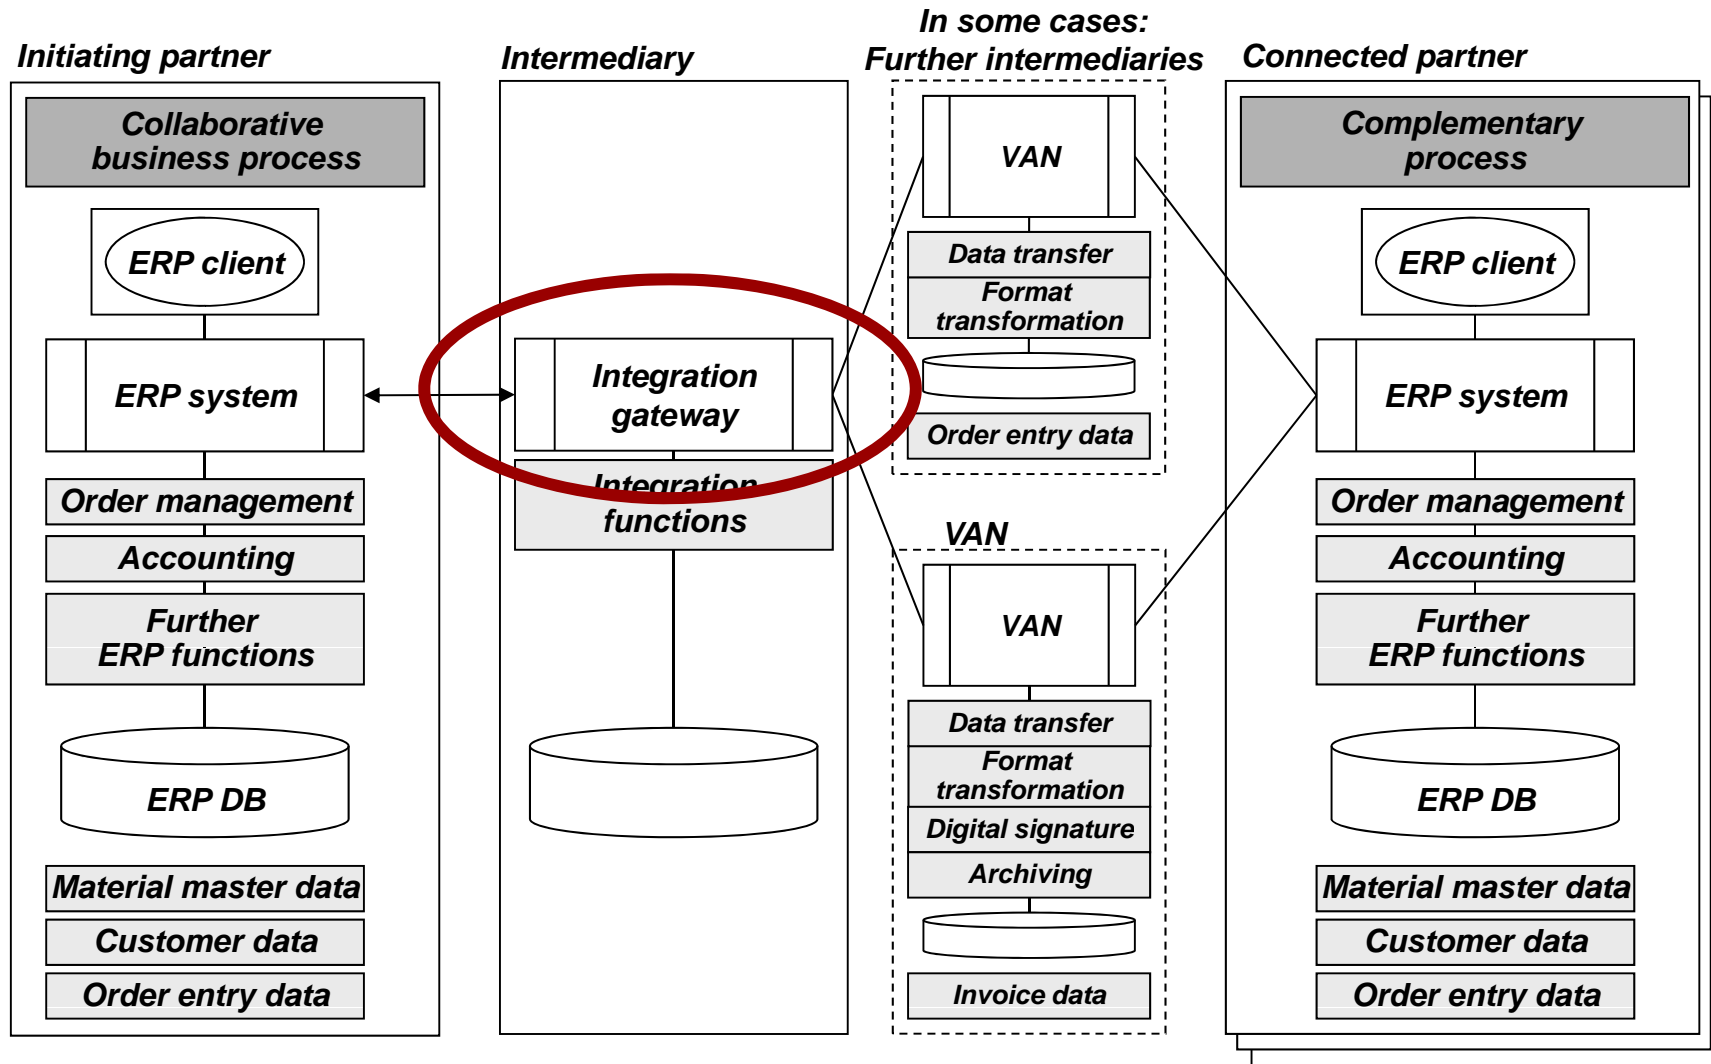 Initiating partner
Collaborative
business process
ERP client
ERP system
Order management
Accounting
Further
ERP functions
ERP DB
Material master data
Customer data
Order entry data
Intermediary
Integration
gateway
Integration
functions
In some cases:
Further intermediaries
VAN
Data transfer
Format
transformation
Order entry data
VAN
VAN
Data transfer
Format
transformation
Digital signature
Archiving
Invoice data
Connected partner
Complementary
process
ERP client
ERP system
Order management
Accounting
Further
ERP functions
ERP DB
Material master data
Customer data
Order entry data